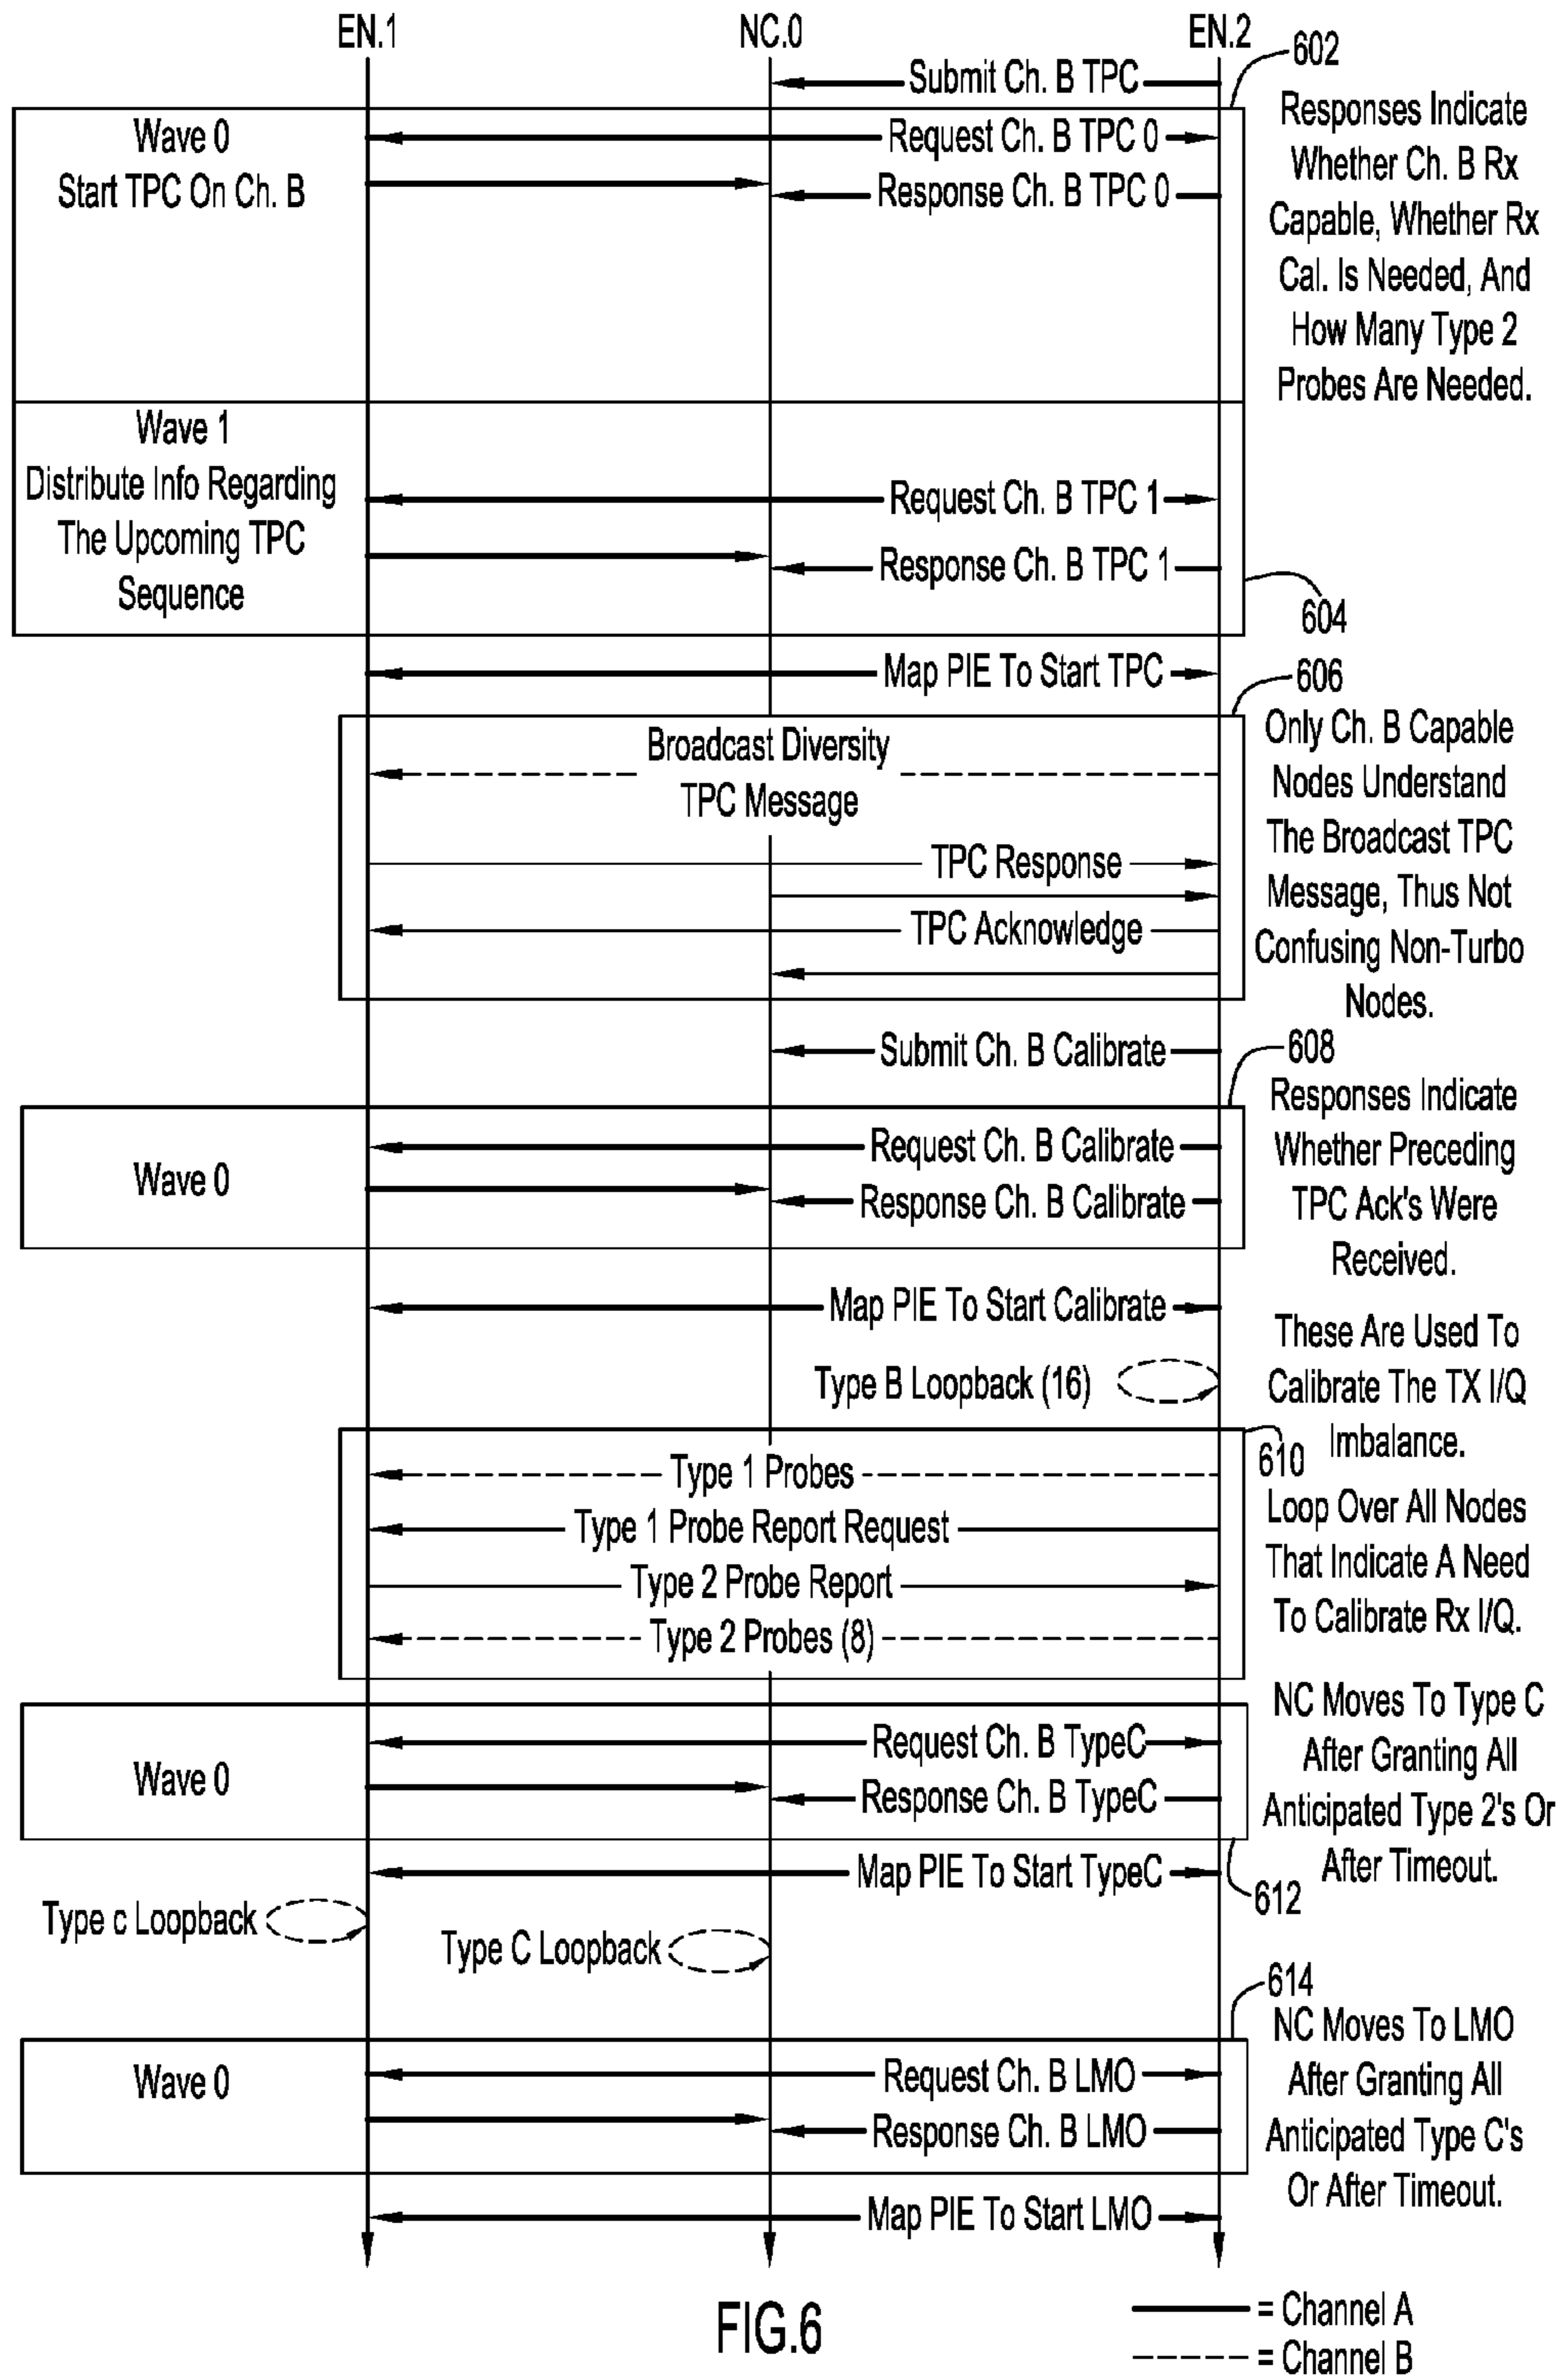 EN.1
NC.0
EN.2
Submit Ch. B TPC
602
Wave 0
Start TPC On Ch. B
Request Ch. B TPC 0
Response Ch. B TPC 0
Responses Indicate
Whether Ch. B Rx
Capable, Whether Rx
Cal. Is Needed, And
How Many Type 2
Probes Are Needed.
Wave 1
Distribute Info Regarding
The Upcoming TPC
Sequence
Request Ch. B TPC 1
Response Ch. B TPC 1
604
Map PIE To Start TPC
606
Broadcast Diversity
TPC Message
TPC Response
TPC Acknowledge
Only Ch. B Capable
Nodes Understand
The Broadcast TPC
Message, Thus Not
Confusing Non-Turbo
Nodes.
Submit Ch. B Calibrate
608
Wave 0
Request Ch. B Calibrate
Response Ch. B Calibrate
Responses Indicate
Whether Preceding
TPC Ack's Were
Received.
Map PIE To Start Calibrate
Type B Loopback (16)
These Are Used To
Calibrate The TX I/Q
Imbalance.
610
Type 1 Probes
Type 1 Probe Report Request
Type 2 Probe Report
Type 2 Probes (8)
Loop Over All Nodes
That Indicate A Need
To Calibrate Rx I/Q.
Wave 0
Request Ch. B TypeC
Response Ch. B TypeC
NC Moves To Type C
After Granting All
Anticipated Type 2's Or
After Timeout.
612
Map PIE To Start TypeC
Type c Loopback
Type C Loopback
614
Wave 0
Request Ch. B LMO
Response Ch. B LMO
NC Moves To LMO
After Granting All
Anticipated Type C's
Or After Timeout.
Map PIE To Start LMO
FIG.6
= Channel A
= Channel B